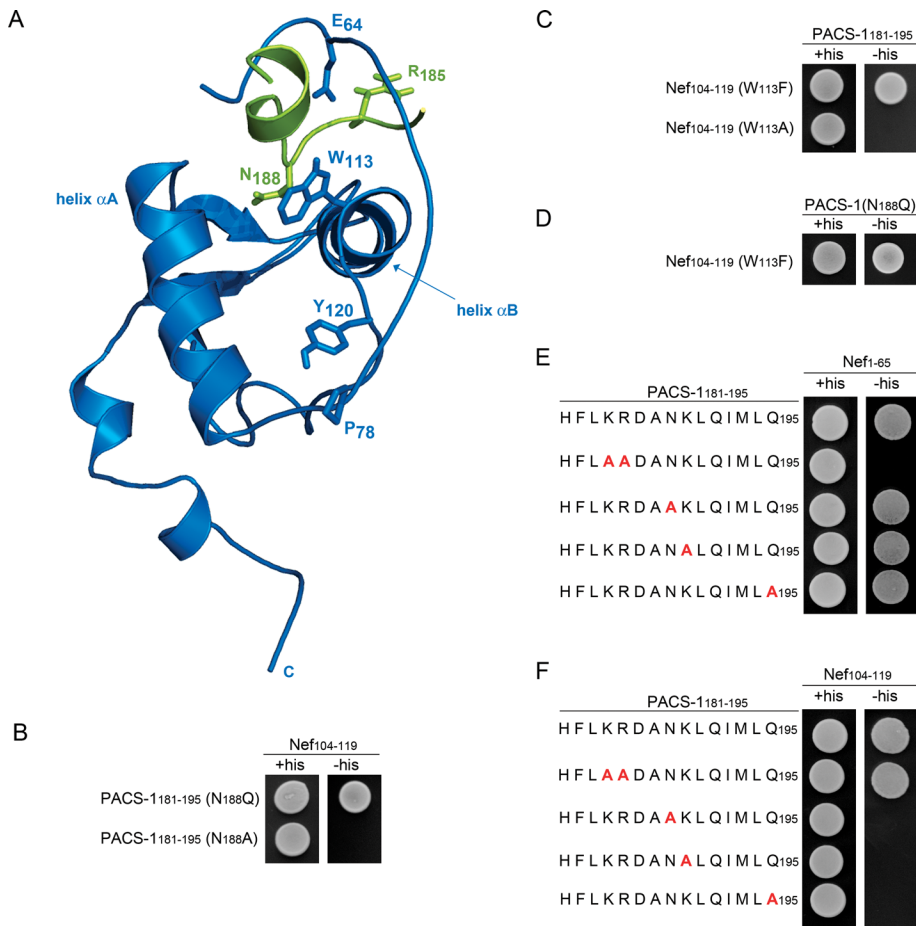 A
E64
R185
N188
W113
helix αA
helix αB
Y120
P78
C
B
Nef104-119
+his -his
PACS-1181-195 (N188Q)
PACS-1181-195 (N188A)
C
PACS-1181-195
+his -his
Nef104-119 (W113F)
Nef104-119 (W113A)
D
PACS-1(N188Q)
+his -his
Nef104-119 (W113F)
E
Nef1-65
PACS-1181-195 +his -his
H F L K R D A N K L Q I M L Q195
H F L A A D A N K L Q I M L Q195
H F L K R D A A K L Q I M L Q195
H F L K R D A N A L Q I M L Q195
H F L K R D A N K L Q I M L A195
F
Nef104-119
PACS-1181-195 +his -his
H F L K R D A N K L Q I M L Q195
H F L A A D A N K L Q I M L Q195
H F L K R D A A K L Q I M L Q195
H F L K R D A N A L Q I M L Q195
H F L K R D A N K L Q I M L A195